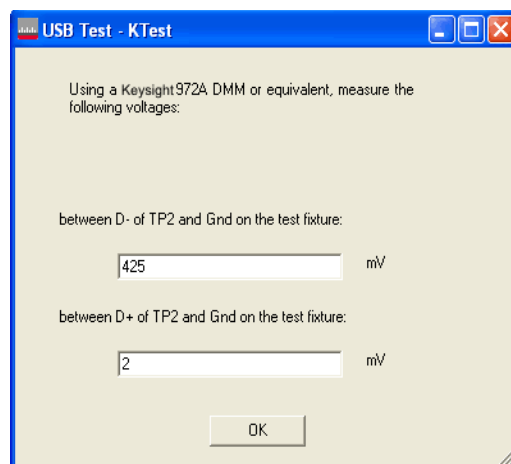 USB Test - KTest
Using a Keysight 972A DMM or equivalent, measure the
following voltages:
between D- of TP2 and Gnd on the test fixture:
425 mV
between D+ of TP2 and Gnd on the test fixture:
2 mV
OK